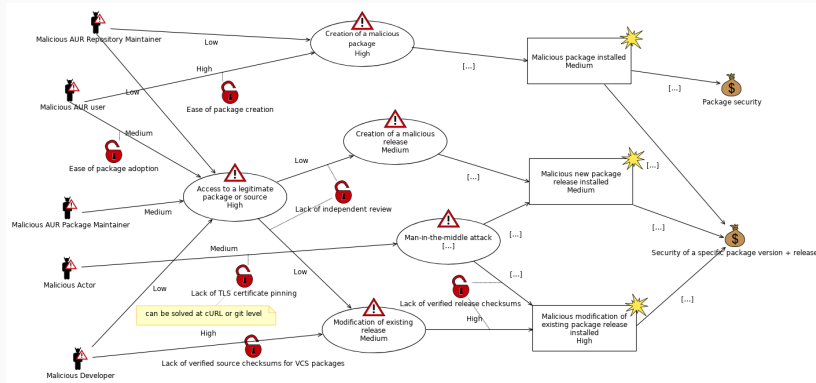 Malicious AUR Repository Maintainer
Low
Creation of a malicious
package
High
[...]
Malicious package installed
Medium
[...]
Package security
High
Low
Ease of package creation
Malicious AUR user
Medium
Ease of package adoption
Creation of a malicious
release
Medium
Low
[...]
Malicious new package
release installed
Medium
[...]
Access to a legitimate
package or source
High
Lack of independent review
Malicious AUR Package Maintainer
Medium
[...]
Security of a specific package version + release
Man-in-the-middle attack
[...]
[...]
Medium
Malicious Actor
Low
Low
[...]
Lack of TLS certificate pinning
Lack of verified release checksums
[...]
can be solved at cURL or git level
High
Modification of existing
release
Medium
High
Malicious modification of
existing package release
installed
High
Lack of verified source checksums for VCS packages
Malicious Developer